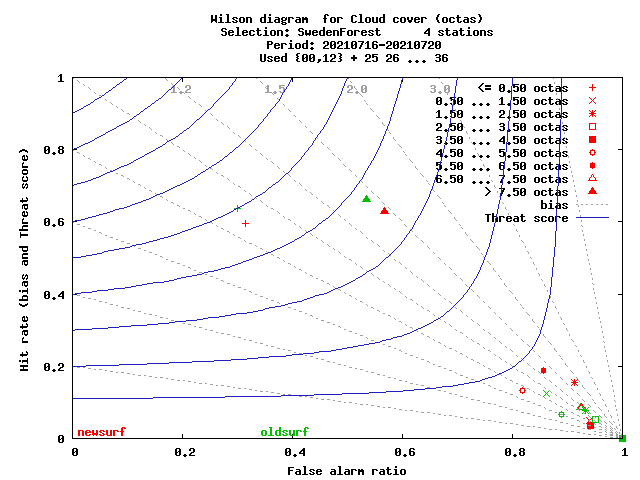 Wilson diagram  for Cloud cover (octas)
Selection: SwedenForest      4 stations
Period: 20210716-20210720
Used {00,12} + 25 26 ... 36
1.2
1.5
2.0
3.0
<= 0.50 octas
0.50 ... 1.50 octas
1.50 ... 2.50 octas
2.50 ... 3.50 octas
3.50 ... 4.50 octas
4.50 ... 5.50 octas
5.50 ... 6.50 octas
6.50 ... 7.50 octas
> 7.50 octas
bias
Threat score
Hit rate (bias and Threat score)
1
0.8
0.6
0.4
0.2
0
newsurf
oldsurf
0 0.2 0.4 0.6 0.8 1
False alarm ratio